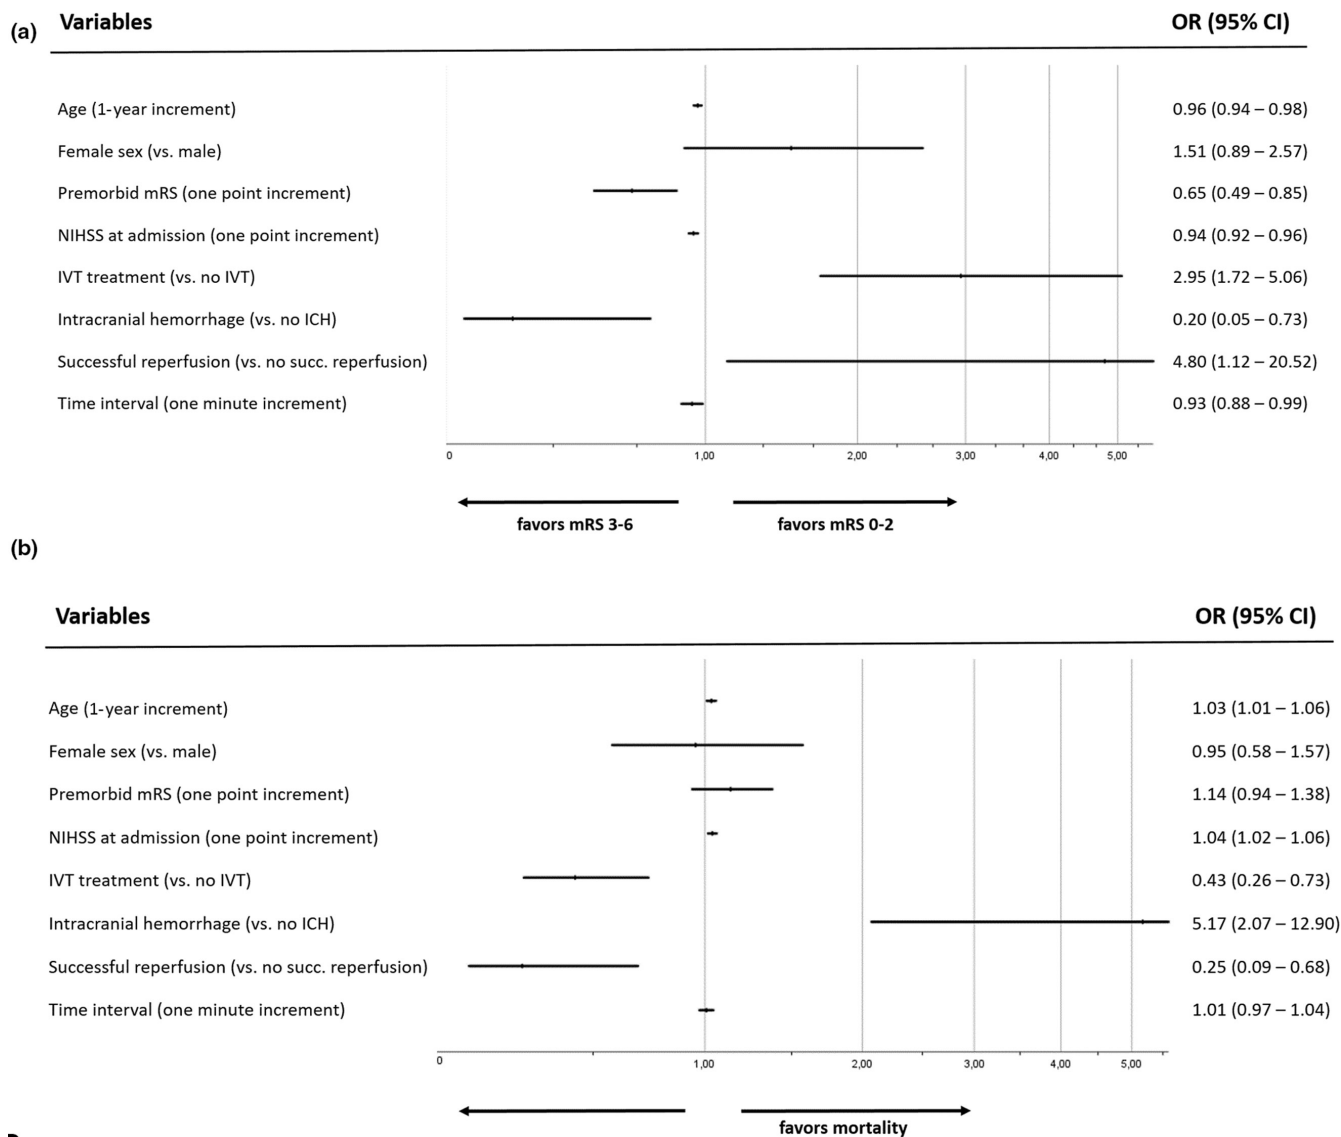 (a)
Variables OR (95% CI)
Age (1-year increment) 0.96 (0.94 – 0.98)
Female sex (vs. male) 1.51 (0.89 – 2.57)
Premorbid mRS (one point increment) 0.65 (0.49 – 0.85)
NIHSS at admission (one point increment) 0.94 (0.92 – 0.96)
IVT treatment (vs. no IVT) 2.95 (1.72 – 5.06)
Intracranial hemorrhage (vs. no ICH) 0.20 (0.05 – 0.73)
Successful reperfusion (vs. no succ. reperfusion) 4.80 (1.12 – 20.52)
Time interval (one minute increment) 0.93 (0.88 – 0.99)
0 1,00 2,00 3,00 4,00 5,00
favors mRS 3-6 favors mRS 0-2
(b)
Variables OR (95% CI)
Age (1-year increment) 1.03 (1.01 – 1.06)
Female sex (vs. male) 0.95 (0.58 – 1.57)
Premorbid mRS (one point increment) 1.14 (0.94 – 1.38)
NIHSS at admission (one point increment) 1.04 (1.02 – 1.06)
IVT treatment (vs. no IVT) 0.43 (0.26 – 0.73)
Intracranial hemorrhage (vs. no ICH) 5.17 (2.07 – 12.90)
Successful reperfusion (vs. no succ. reperfusion) 0.25 (0.09 – 0.68)
Time interval (one minute increment) 1.01 (0.97 – 1.04)
0 1,00 2,00 3,00 4,00 5,00
favors mortality